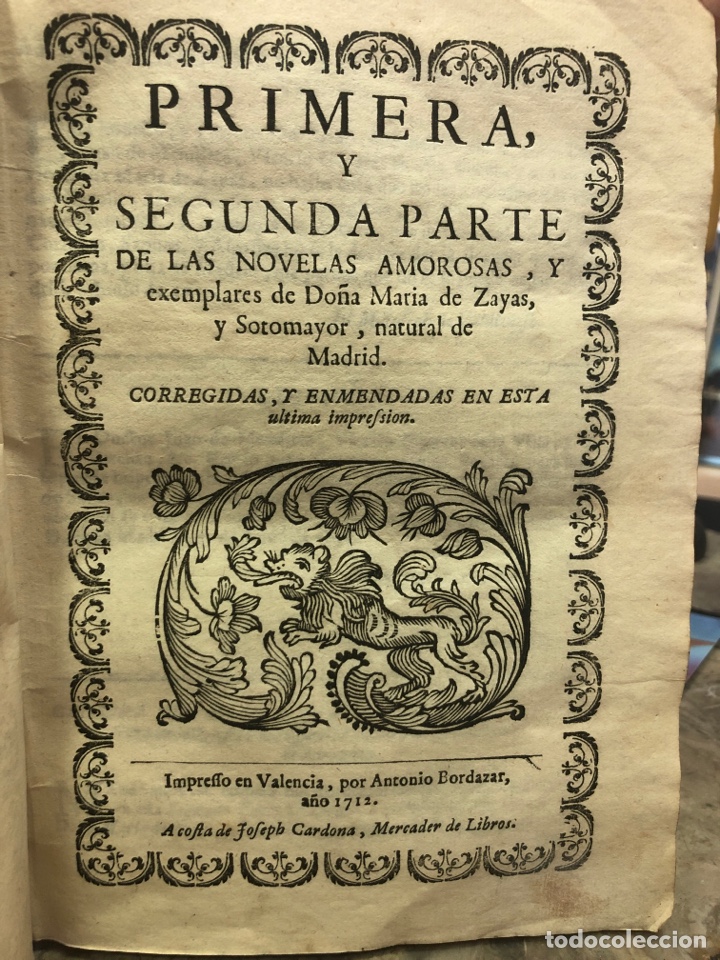 PRIMERA,
Y
SEGUNDA PARTE
DE LAS NOVELAS AMOROSAS, Y
exemplares de Doña Maria de Zayas,
y Sotomayor, natural de
Madrid.
CORREGIDAS, Y ENMENDADAS EN ESTA
ultima impreſsion.
Impreſſo en Valencia, por Antonio Bordazar,
año 1712.
A coſta de Joſeph Cardona, Mercader de Libros.
todocoleccion